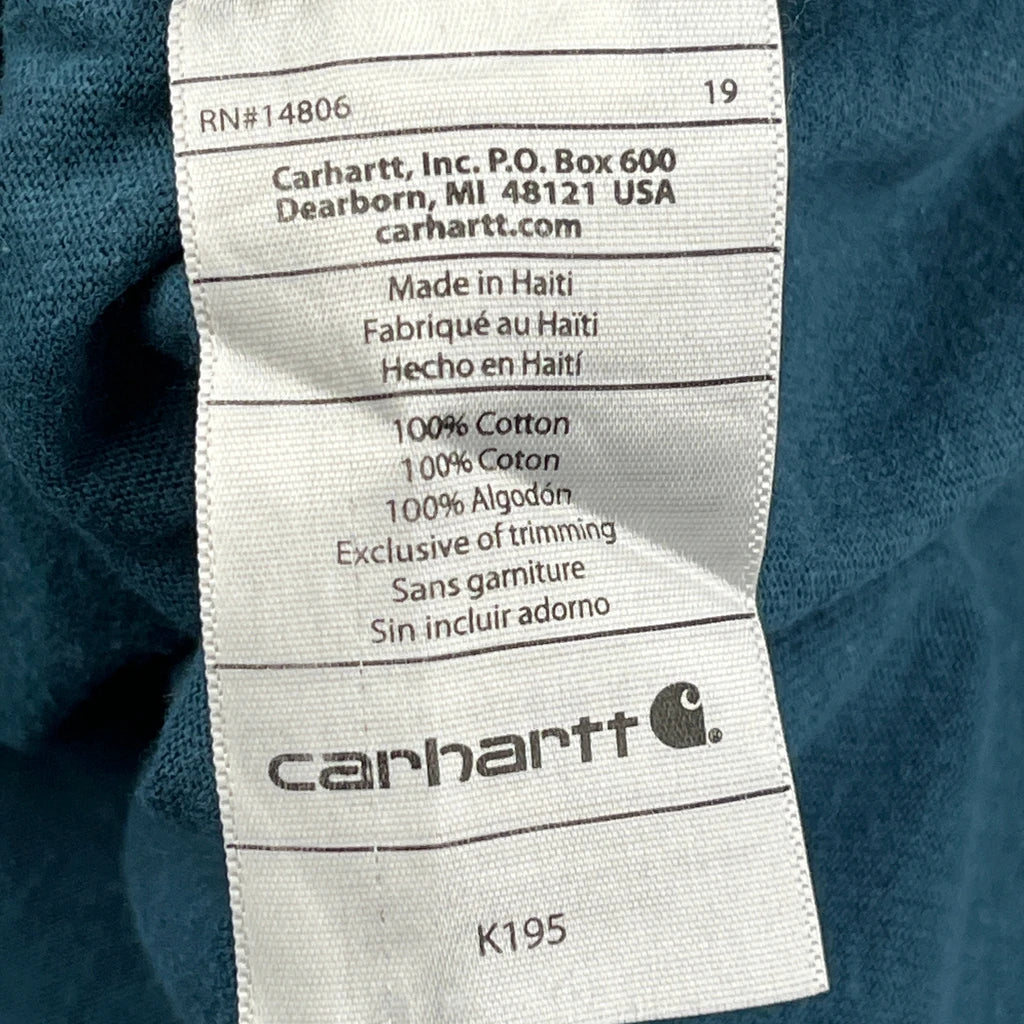 RN#14806 19
Carhartt, Inc. P.O. Box 600
Dearborn, MI 48121 USA
carhartt.com
Made in Haiti
Fabriqué au Haïti
Hecho en Haití
100% Cotton
100% Coton
100% Algodón
Exclusive of trimming
Sans garniture
Sin incluir adorno
carhartt ®
K195